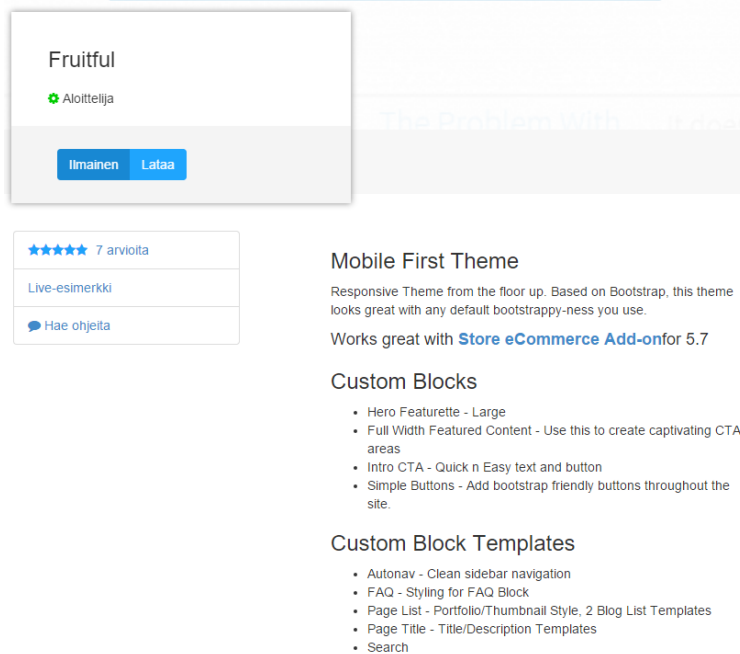 Fruitful
Aloittelija
The Problem With It does
Ilmainen Lataa
7 arvioita
Live-esimerkki
Hae ohjeita
Mobile First Theme
Responsive Theme from the floor up. Based on Bootstrap, this theme
looks great with any default bootstrappy-ness you use.
Works great with Store eCommerce Add-onfor 5.7
Custom Blocks
Hero Featurette - Large
Full Width Featured Content - Use this to create captivating CTA
areas
Intro CTA - Quick n Easy text and button
Simple Buttons - Add bootstrap friendly buttons throughout the
site.
Custom Block Templates
Autonav - Clean sidebar navigation
FAQ - Styling for FAQ Block
Page List - Portfolio/Thumbnail Style, 2 Blog List Templates
Page Title - Title/Description Templates
Search